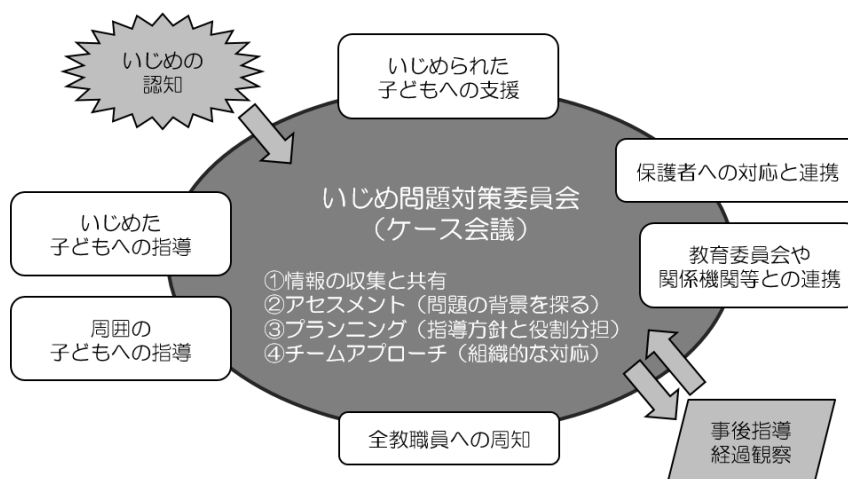 いじめの
認知
いじめられた
子どもへの支援
保護者への対応と連携
いじめ問題対策委員会
（ケース会議）
いじめた
子どもへの指導
教育委員会や
関係機関等との連携
①情報の収集と共有
②アセスメント（問題の背景を探る）
③プランニング（指導方針と役割分担）
④チームアプローチ（組織的な対応）
周囲の
子どもへの指導
全教職員への周知
事後指導
経過観察